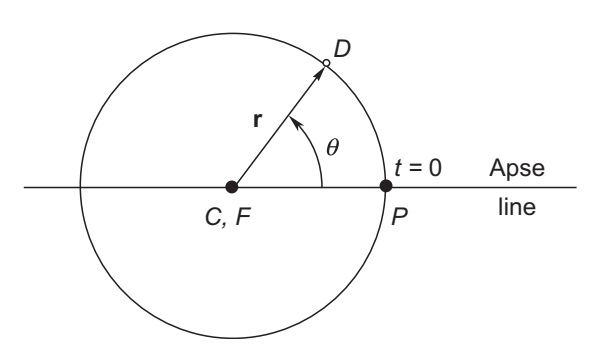 D
r
θ
t = 0
Apse
line
C, F
P